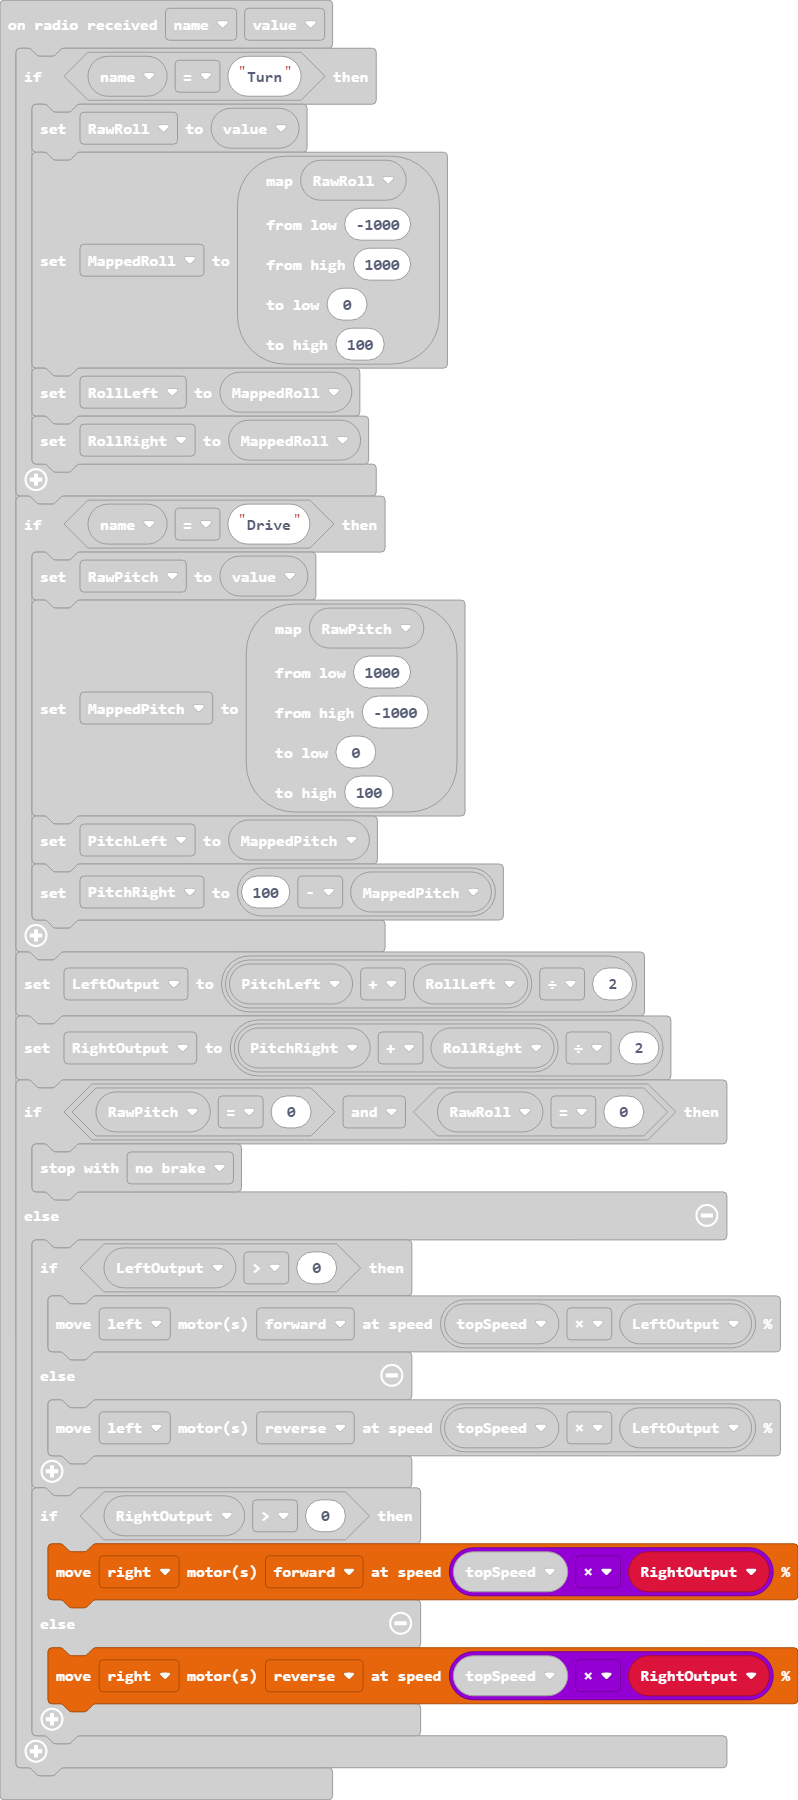 on radio received name value
if name = "Turn" then
set RawRoll to value
map RawRoll
from low -1000
set MappedRoll to
from high 1000
to low 0
to high 100
set RollLeft to MappedRoll
set RollRight to MappedRoll
if name = "Drive" then
set RawPitch to value
map RawPitch
from low 1000
set MappedPitch to
from high -1000
to low 0
to high 100
set PitchLeft to MappedPitch
set PitchRight to 100 - MappedPitch
set LeftOutput to PitchLeft + RollLeft ÷ 2
set RightOutput to PitchRight + RollRight ÷ 2
if RawPitch = 0 and RawRoll = 0 then
stop with no brake
else
if LeftOutput > 0 then
move left motor(s) forward at speed topSpeed × LeftOutput %
else
move left motor(s) reverse at speed topSpeed × LeftOutput %
if RightOutput > 0 then
move right motor(s) forward at speed topSpeed × RightOutput %
else
move right motor(s) reverse at speed topSpeed × RightOutput %